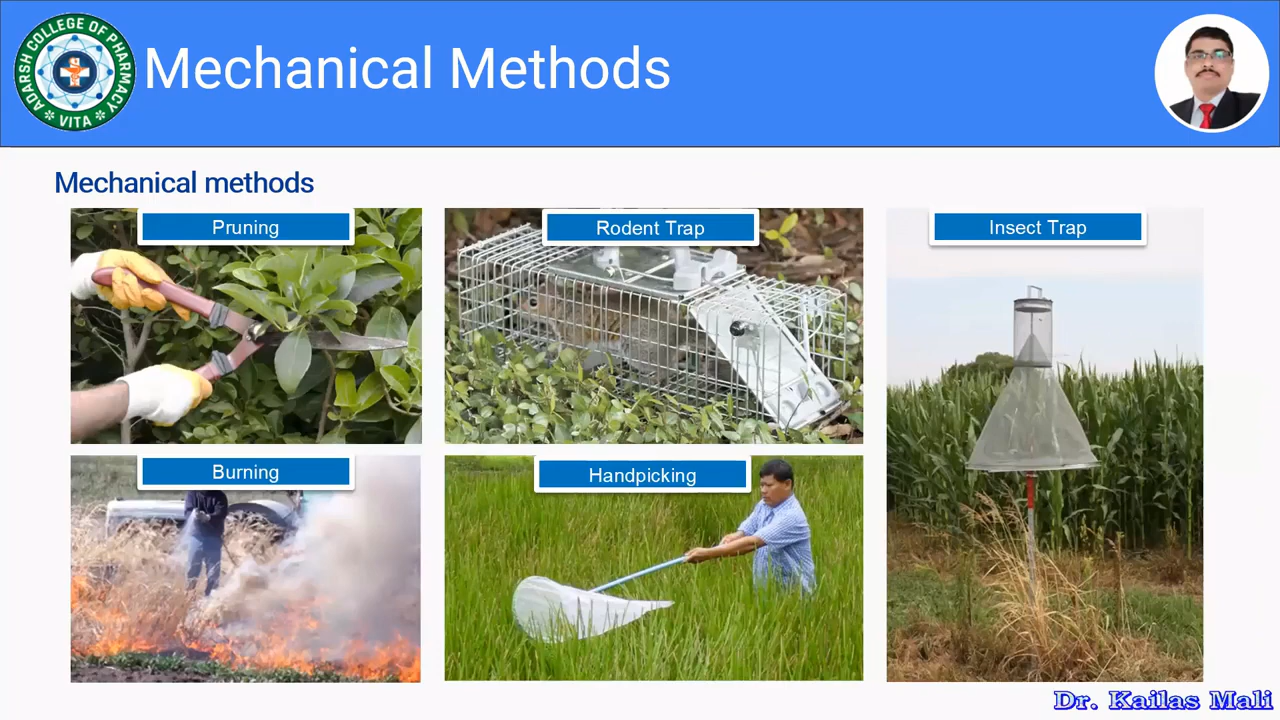 ADARSH COLLEGE OF PHARMACY
VITA
Mechanical Methods
Mechanical methods
Pruning
Rodent Trap
Insect Trap
Burning
Handpicking
Dr. Kailas Mali